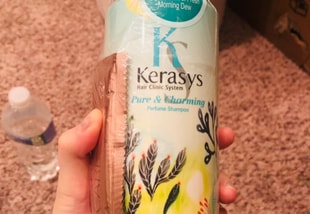 -Morning Dew
K
Kerasys
Hair Clinic System
Pure & Charming
Perfume Shampoo